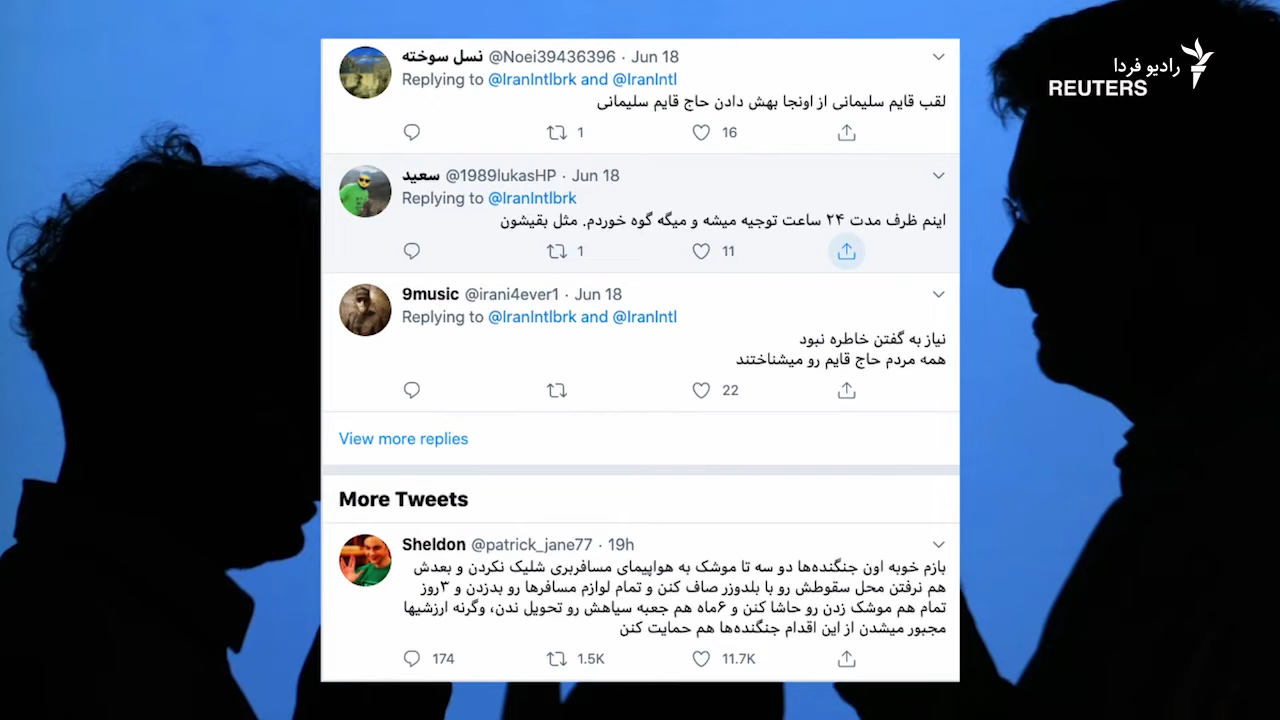 رادیو فردا
REUTERS
نسل سوخته @Noei39436396 · Jun 18
Replying to @IranIntlbrk and @IranIntl
لقب قایم سلیمانی از اونجا بهش دادن حاج قایم سلیمانی
1 16
سعید @1989lukasHP · Jun 18
Replying to @IranIntlbrk
اینم ظرف مدت ۲۴ ساعت توجیه میشه و میگه گوه خوردم. مثل بقیشون
1 11
9music @irani4ever1 · Jun 18
Replying to @IranIntlbrk and @IranIntl
نیاز به گفتن خاطره نبود
همه مردم حاج قایم رو میشناختند
22
View more replies
More Tweets
Sheldon @patrick_jane77 · 19h
بازم خوبه اون جنگنده‌ها دو سه تا موشک به هواپیمای مسافربری شلیک نکردن و بعدش
هم نرفتن محل سقوطش رو با بلدوزر صاف کنن و تمام لوازم مسافرها رو بدزدن و ۳روز
تمام هم موشک زدن رو حاشا کنن و ۶ماه هم جعبه سیاهش رو تحویل ندن، وگرنه ارزشیها
مجبور میشدن از این اقدام جنگنده‌ها هم حمایت کنن
174 1.5K 11.7K